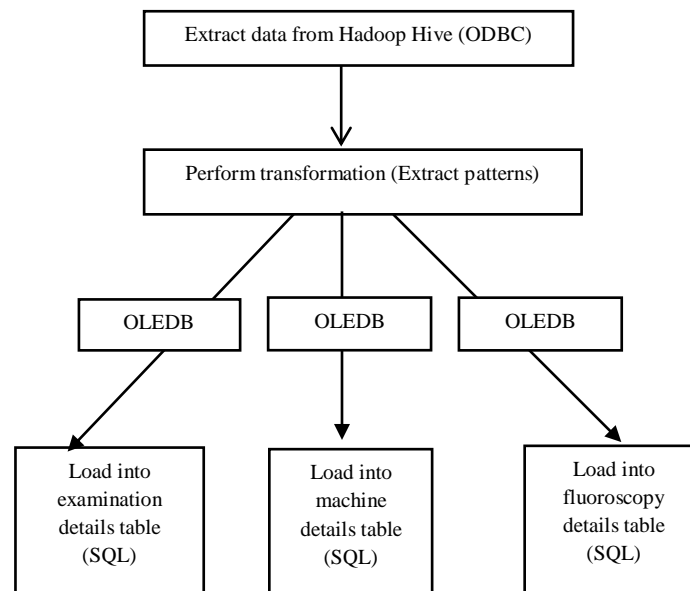 Extract data from Hadoop Hive (ODBC)
Perform transformation (Extract patterns)
OLEDB
OLEDB
OLEDB
Load into
examination
details table
(SQL)
Load into
machine
details table
(SQL)
Load into
fluoroscopy
details table
(SQL)